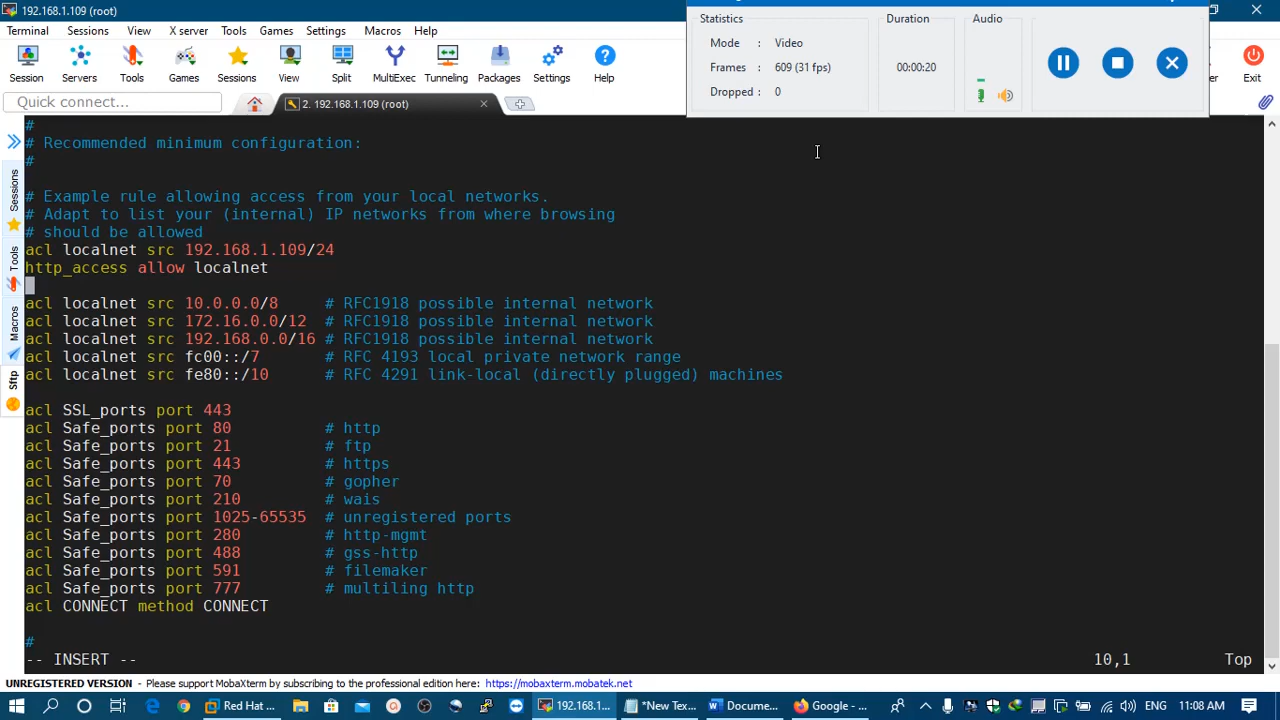 192.168.1.109 (root)
Terminal Sessions View X server Tools Games Settings Macros Help
Session Servers Tools Games Sessions View Split MultiExec Tunneling Packages Settings Help
Exit
Statistics Duration Audio
Mode : Video
Frames : 609 (31 fps) 00:00:20
Dropped : 0
Quick connect...
2. 192.168.1.109 (root)
Sessions
Tools
Macros
Sftp
#
# Recommended minimum configuration:
#
# Example rule allowing access from your local networks.
# Adapt to list your (internal) IP networks from where browsing
# should be allowed
acl localnet src 192.168.1.109/24
http_access allow localnet
acl localnet src 10.0.0.0/8 # RFC1918 possible internal network
acl localnet src 172.16.0.0/12 # RFC1918 possible internal network
acl localnet src 192.168.0.0/16 # RFC1918 possible internal network
acl localnet src fc00::/7 # RFC 4193 local private network range
acl localnet src fe80::/10 # RFC 4291 link-local (directly plugged) machines
acl SSL_ports port 443
acl Safe_ports port 80 # http
acl Safe_ports port 21 # ftp
acl Safe_ports port 443 # https
acl Safe_ports port 70 # gopher
acl Safe_ports port 210 # wais
acl Safe_ports port 1025-65535 # unregistered ports
acl Safe_ports port 280 # http-mgmt
acl Safe_ports port 488 # gss-http
acl Safe_ports port 591 # filemaker
acl Safe_ports port 777 # multiling http
acl CONNECT method CONNECT
#
-- INSERT -- 10,1 Top
UNREGISTERED VERSION - Please support MobaXterm by subscribing to the professional edition here: https://mobaxterm.mobatek.net
Red Hat ... 192.168.1... *New Tex... Docume... Google - ... ENG 11:08 AM